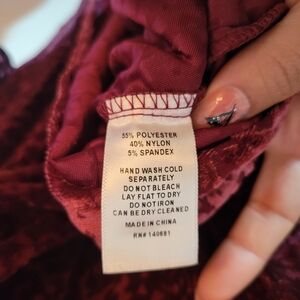 55% POLYESTER
40% NYLON
5% SPANDEX
HAND WASH COLD
SEPARATELY
DO NOT BLEACH
LAY FLAT TO DRY
DO NOT IRON
CAN BE DRY CLEANED
MADE IN CHINA
RN# 140681